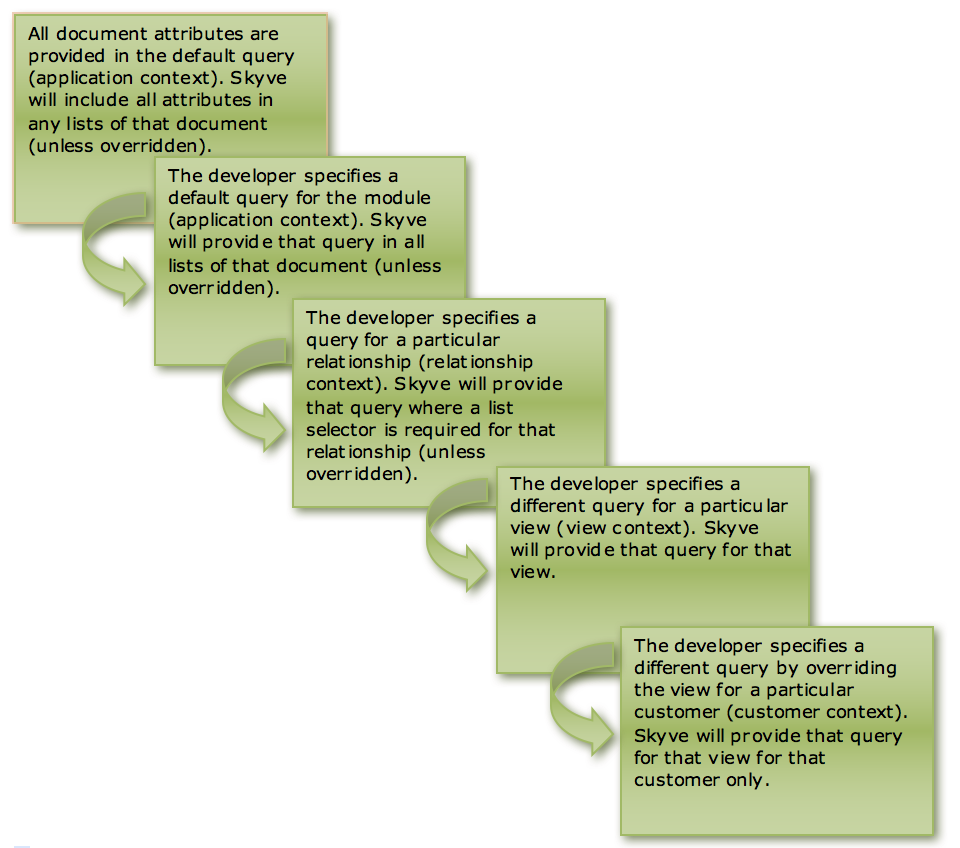 All document attributes are
provided in the default query
(application context). Skyve
will include all attributes in
any lists of that document
(unless overridden).
The developer specifies a
default query for the module
(application context). Skyve
will provide that query in all
lists of that document (unless
overridden).
The developer specifies a
query for a particular
relationship (relationship
context). Skyve will provide
that query where a list
selector is required for that
relationship (unless
overridden).
The developer specifies a
different query for a particular
view (view context). Skyve
will provide that query for that
view.
The developer specifies a
different query by overriding
the view for a particular
customer (customer context).
Skyve will provide that query
for that view for that
customer only.